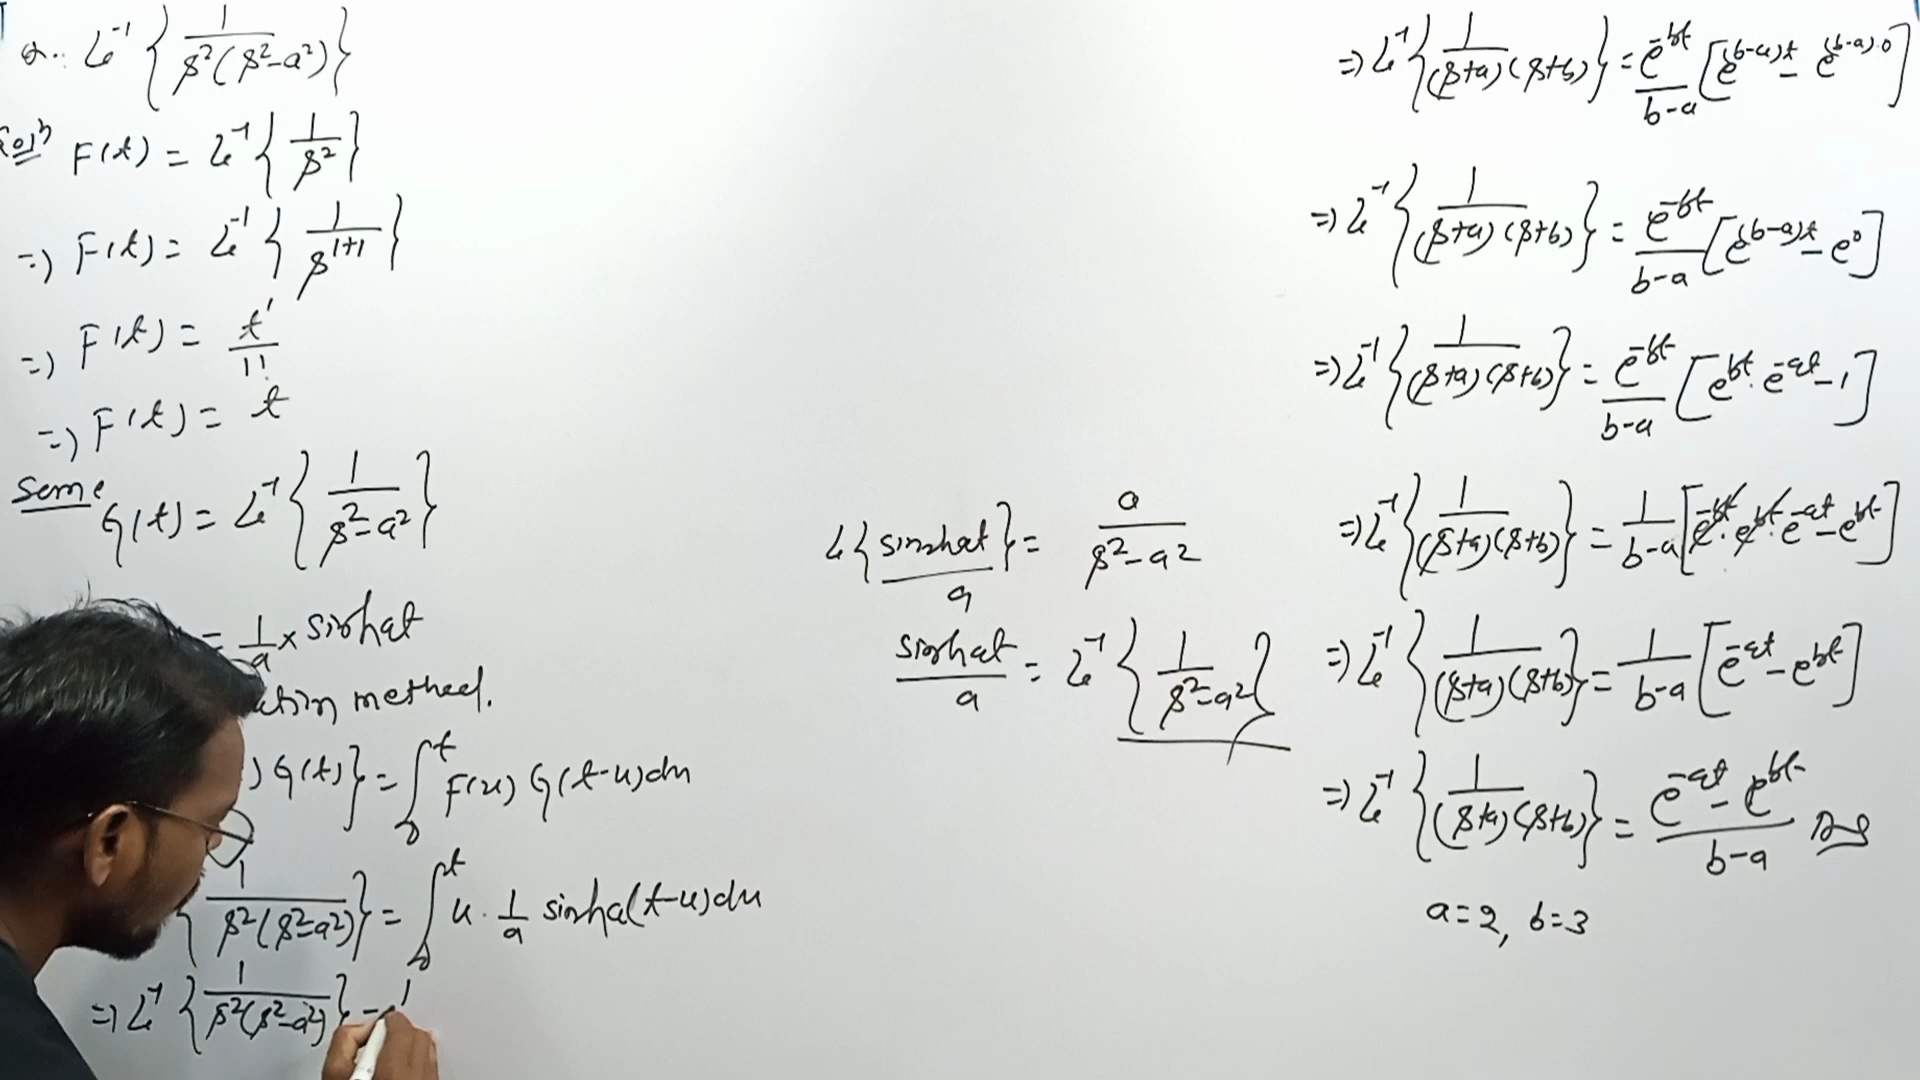 Q.. L⁻¹ { 1 / s²(s²-a²) }
Solⁿ F(t) = L⁻¹ { 1 / s² }
=> F(t) = L⁻¹ { 1 / s¹⁺¹ }
=> F(t) = t¹ / 1!
=> F(t) = t
Same G(t) = L⁻¹ { 1 / s²-a² }
= 1/a × sinhat
method.
) G(t)} = ∫₀ᵗ F(u) G(t-u)du
1 / s²(s²-a²) } = ∫₀ᵗ u · 1/a sinha(t-u)du
=> L⁻¹ { 1 / s²(s²-a²) } =
L{ sinhat / a } = a / s²-a²
sinhat / a = L⁻¹ { 1 / s²-a² }
=> L⁻¹ { 1 / (s+a)(s+b) } = e⁻ᵇᵗ / b-a [e^(b-a)t - e^(b-a)·0]
=> L⁻¹ { 1 / (s+a)(s+b) } = e⁻ᵇᵗ / b-a [e^(b-a)t - e⁰]
=> L⁻¹ { 1 / (s+a)(s+b) } = e⁻ᵇᵗ / b-a [eᵇᵗ · e⁻ᵃᵗ - 1]
=> L⁻¹ { 1 / (s+a)(s+b) } = 1 / b-a [e⁻ᵇᵗ · eᵇᵗ · e⁻ᵃᵗ - e⁻ᵇᵗ]
=> L⁻¹ { 1 / (s+a)(s+b) } = 1 / b-a [e⁻ᵃᵗ - e⁻ᵇᵗ]
=> L⁻¹ { 1 / (s+a)(s+b) } = e⁻ᵃᵗ - e⁻ᵇᵗ / b-a Ans
a=2, b=3